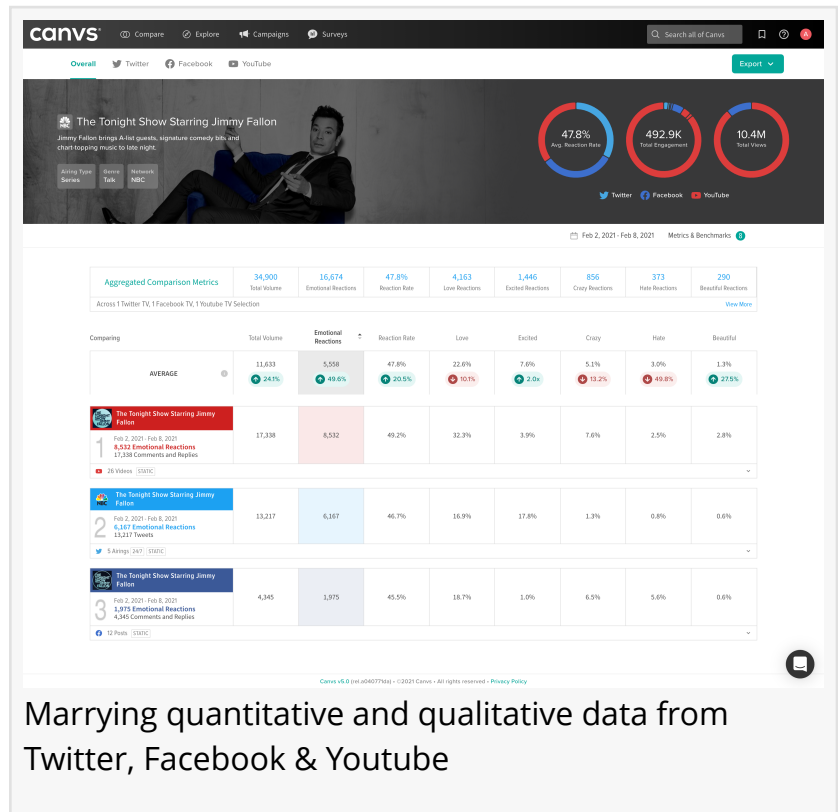 canvs
Compare Explore Campaigns Surveys Search all of Canvs A
Overall Twitter Facebook YouTube Export
NBC The Tonight Show Starring Jimmy Fallon
Jimmy Fallon brings A-list guests, signature comedy bits and
chart-topping music to late night.
Airing Type Genre Network
Series Talk NBC
47.8% 492.9K 10.4M
Avg. Reaction Rate Total Engagement Total Views
Twitter Facebook YouTube
Feb 2, 2021 - Feb 8, 2021 Metrics & Benchmarks 8
Aggregated Comparison Metrics 34,900 16,674 47.8% 4,163 1,446 856 373 290
Total Volume Emotional Reactions Reaction Rate Love Reactions Excited Reactions Crazy Reactions Hate Reactions Beautiful Reactions
Across 1 Twitter TV, 1 Facebook TV, 1 Youtube TV Selection View More
Comparing Total Volume Emotional Reactions Reaction Rate Love Excited Crazy Hate Beautiful
AVERAGE 11,633 5,558 47.8% 22.6% 7.6% 5.1% 3.0% 1.3%
24.1% 49.6% 20.5% 10.1% 2.0x 13.2% 49.8% 27.5%
The Tonight Show Starring Jimmy
Fallon
1 Feb 2, 2021 - Feb 8, 2021
8,532 Emotional Reactions
17,338 Comments and Replies
17,338 8,532 49.2% 32.3% 3.9% 7.6% 2.5% 2.8%
26 Videos STATIC
NBC The Tonight Show Starring Jimmy
Fallon
2 Feb 2, 2021 - Feb 8, 2021
6,167 Emotional Reactions
13,217 Tweets
13,217 6,167 46.7% 16.9% 17.8% 1.3% 0.8% 0.6%
5 Airings 24/7 STATIC
The Tonight Show Starring Jimmy
Fallon
3 Feb 2, 2021 - Feb 8, 2021
1,975 Emotional Reactions
4,345 Comments and Replies
4,345 1,975 45.5% 18.7% 1.0% 6.5% 5.6% 0.6%
12 Posts STATIC
Canvs v5.0 (rel.a040771da) • ©2021 Canvs • All rights reserved • Privacy Policy
Marrying quantitative and qualitative data from
Twitter, Facebook & Youtube